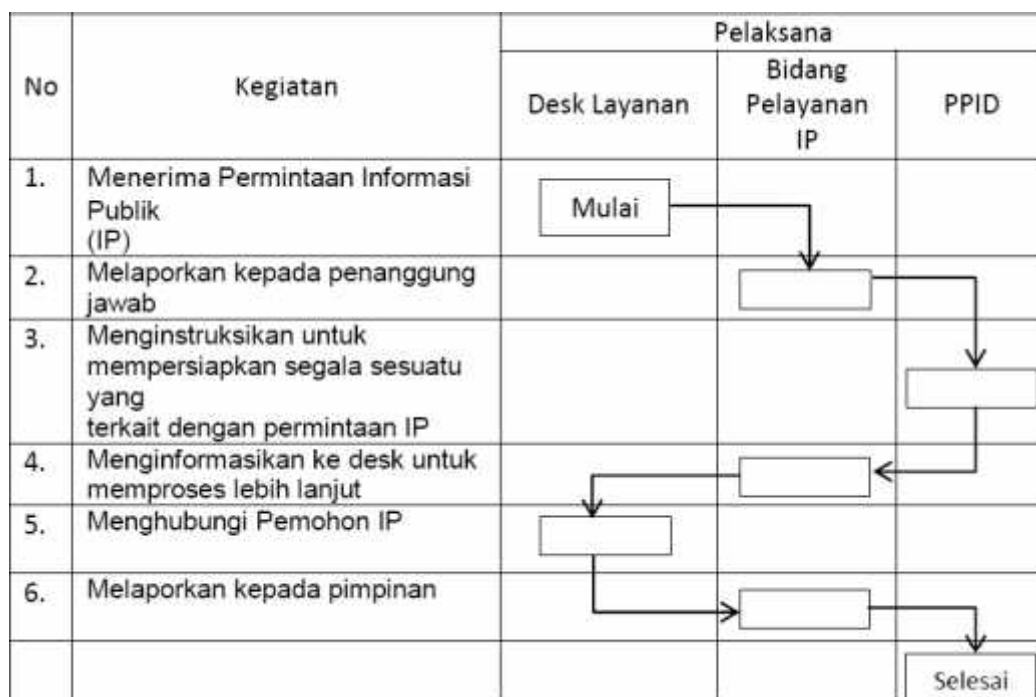 Pelaksana
No
Kegiatan
Desk Layanan
Bidang
Pelayanan
IP
PPID
1.
Menerima Permintaan Informasi
Publik
(IP)
Mulai
2.
Melaporkan kepada penanggung
jawab
3.
Menginstruksikan untuk
mempersiapkan segala sesuatu
yang
terkait dengan permintaan IP
4.
Menginformasikan ke desk untuk
memproses lebih lanjut
5.
Menghubungi Pemohon IP
6.
Melaporkan kepada pimpinan
Selesai